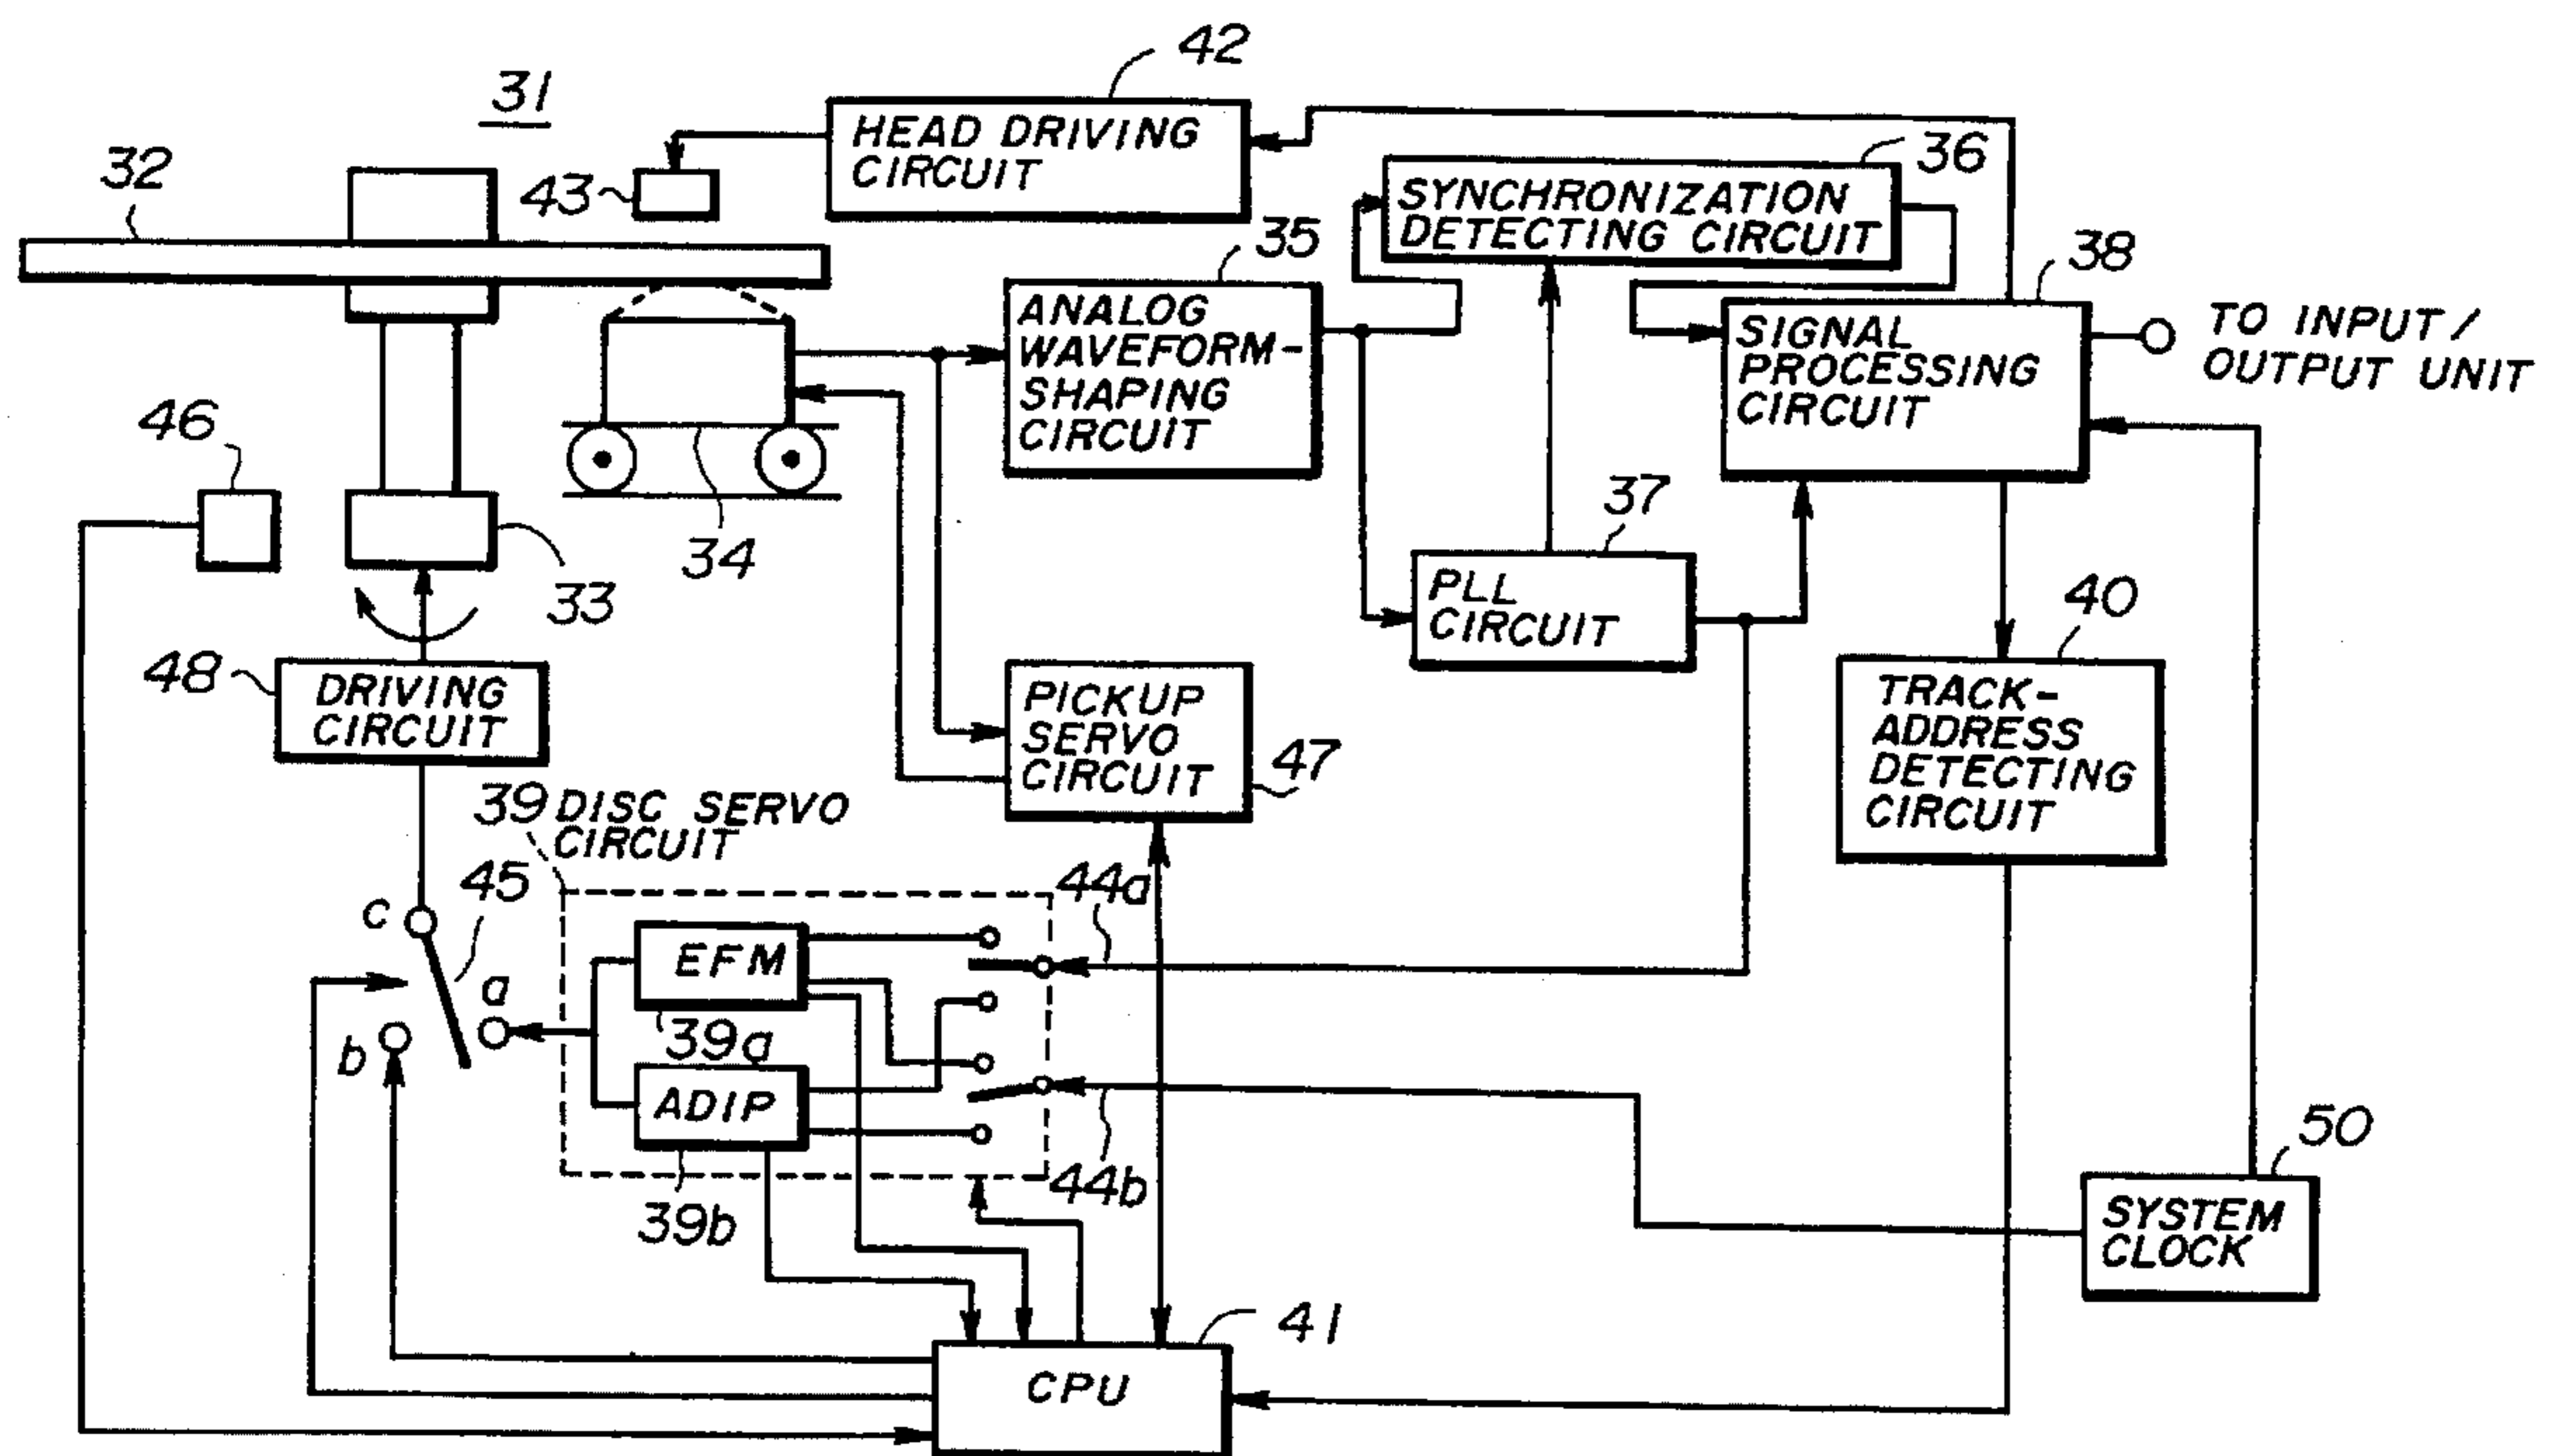 31
42
HEAD DRIVING
CIRCUIT
32
43
36
SYNCHRONIZATION
DETECTING CIRCUIT
35
ANALOG
WAVEFORM-
SHAPING
CIRCUIT
38
SIGNAL
PROCESSING
CIRCUIT
TO INPUT/
OUTPUT UNIT
46
33
34
37
PLL
CIRCUIT
40
TRACK-
ADDRESS
DETECTING
CIRCUIT
48
DRIVING
CIRCUIT
PICKUP
SERVO
CIRCUIT
47
39 DISC SERVO
CIRCUIT
45
c
a
b
EFM
39a
ADIP
39b
44a
44b
50
SYSTEM
CLOCK
41
CPU